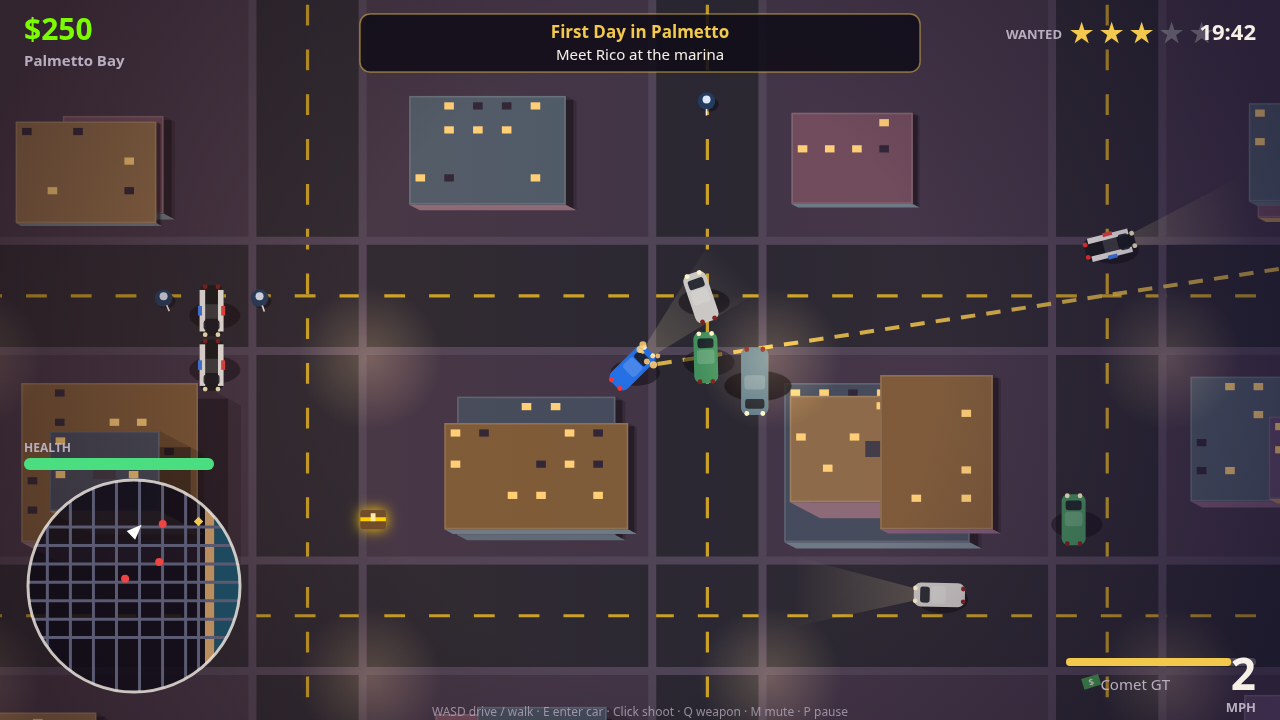 $250
Palmetto Bay
First Day in Palmetto
Meet Rico at the marina
WANTED
19:42
HEALTH
2
Comet GT
MPH
WASD drive / walk · E enter car · Click shoot · Q weapon · M mute · P pause